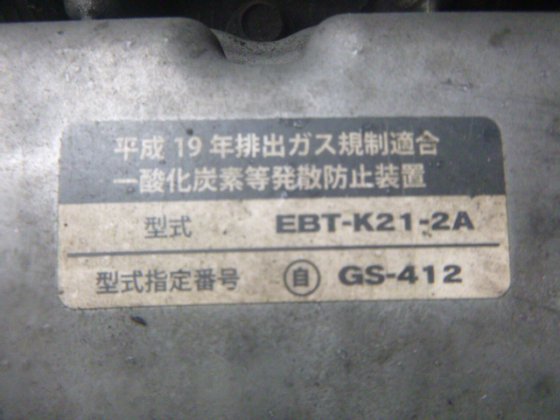 平成19年排出ガス規制適合
一酸化炭素等発散防止装置
型式 EBT-K21-2A
型式指定番号 自 GS-412